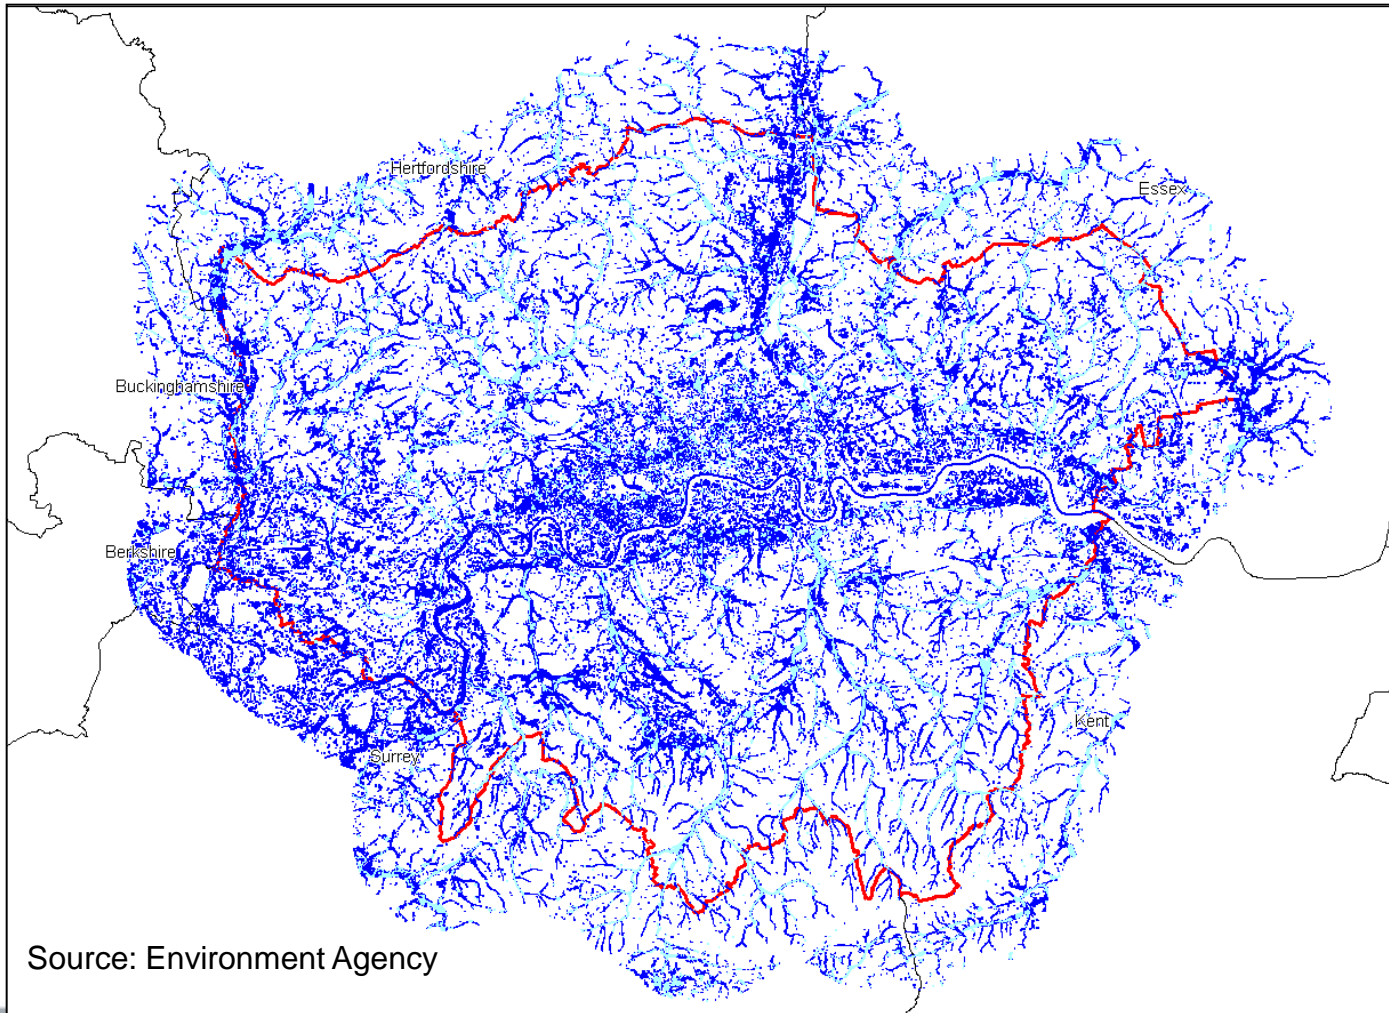 Hertfordshire
Essex
Buckinghamshire
Berkshire
Kent
Surrey
Source: Environment Agency